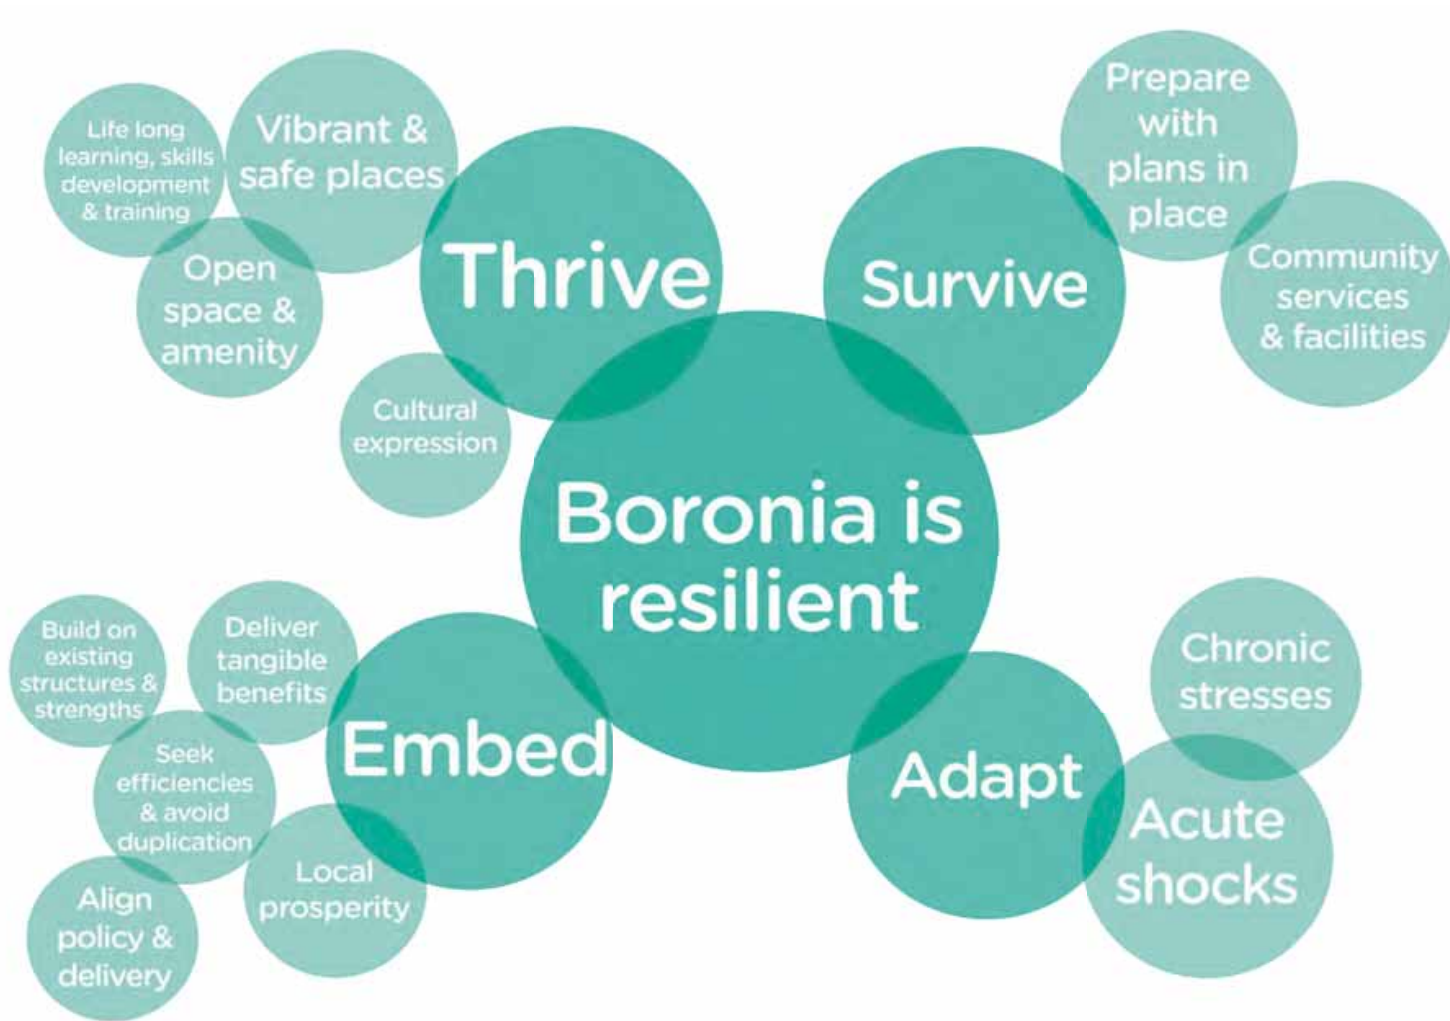 Life long
learning, skills
development
& training
Vibrant &
safe places
Open
space &
amenity
Cultural
expression
Thrive
Survive
Prepare
with
plans in
place
Community
services
& facilities
Boronia is
resilient
Build on
existing
structures &
strengths
Deliver
tangible
benefits
Seek
efficiencies
& avoid
duplication
Align
policy &
delivery
Local
prosperity
Embed
Adapt
Chronic
stresses
Acute
shocks